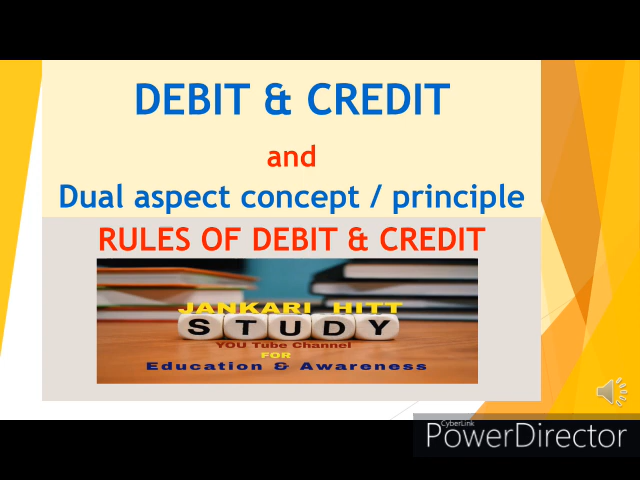 DEBIT & CREDIT
and
Dual aspect concept / principle
RULES OF DEBIT & CREDIT
JANKARI HITT
STUDY
YOU Tube Channel
FOR
Education & Awareness
CyberLink
PowerDirector